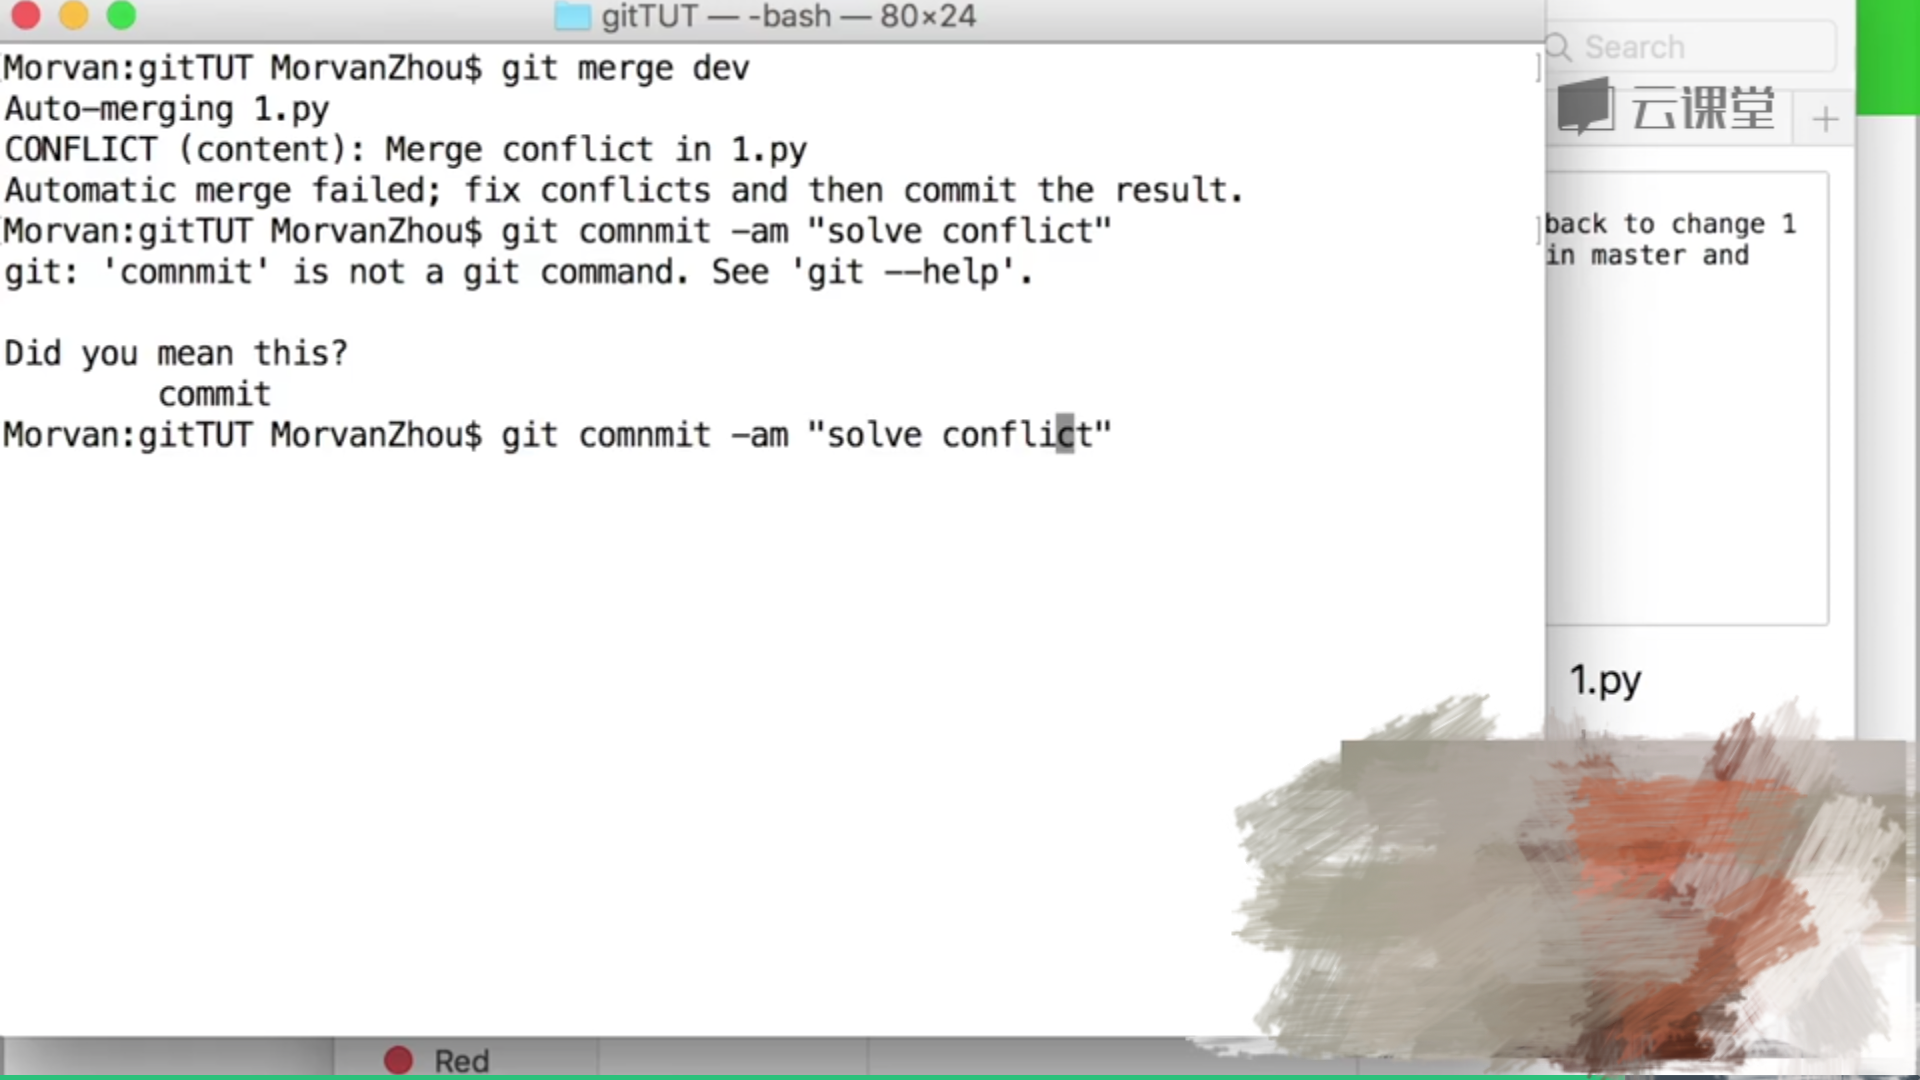 gitTUT — -bash — 80×24
Morvan:gitTUT MorvanZhou$ git merge dev
Auto-merging 1.py
CONFLICT (content): Merge conflict in 1.py
Automatic merge failed; fix conflicts and then commit the result.
Morvan:gitTUT MorvanZhou$ git comnmit -am "solve conflict"
git: 'comnmit' is not a git command. See 'git --help'.
Did you mean this?
commit
Morvan:gitTUT MorvanZhou$ git comnmit -am "solve conflict"
Search
云课堂
back to change 1
in master and
1.py
Red